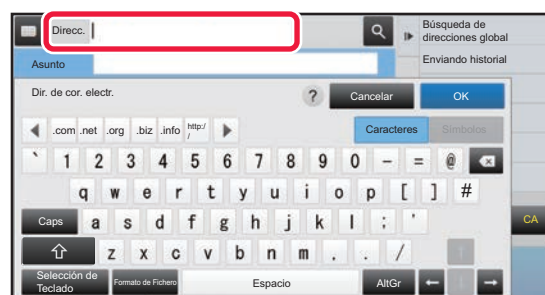 Direcc.
Búsqueda de
direcciones global
Asunto
Enviando historial
Dir. de cor. electr.
?
Cancelar
OK
.com .net .org .biz .info http:/
/
Caracteres
Símbolos
` 1 2 3 4 5 6 7 8 9 0 - = @
q w e r t y u i o p [ ] #
Caps a s d f g h j k l ; '
CA
z x c v b n m . . /
Selección de
Teclado
Formato de Fichero
Espacio
AltGr